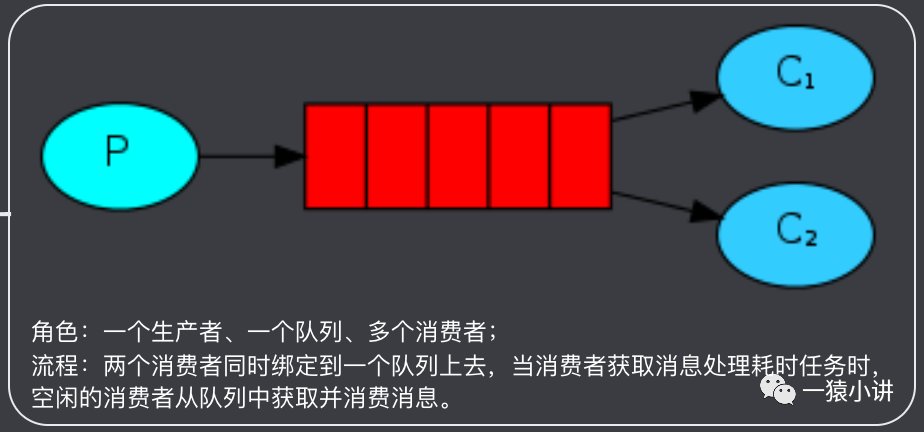 P
C₁
C₂
角色：一个生产者、一个队列、多个消费者；
流程：两个消费者同时绑定到一个队列上去，当消费者获取消息处理耗时任务时，
空闲的消费者从队列中获取并消费消息。
一猿小讲